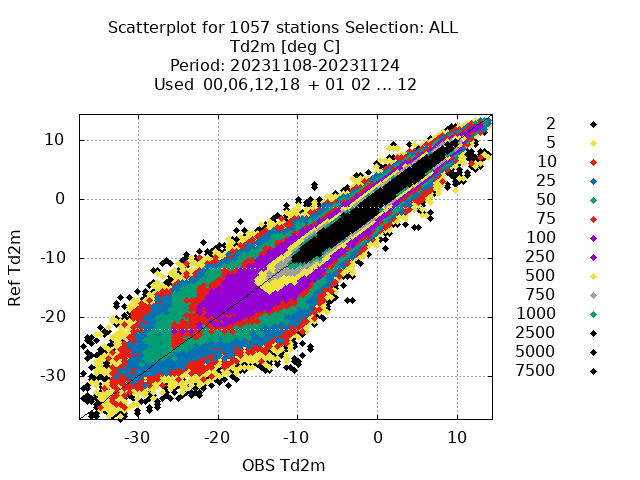 Scatterplot for 1057 stations Selection: ALL
Td2m [deg C]
Period: 20231108-20231124
Used 00,06,12,18 + 01 02 ... 12
10
0
-10
-20
-30
Ref Td2m
-30 -20 -10 0 10
OBS Td2m
2
5
10
25
50
75
100
250
500
750
1000
2500
5000
7500